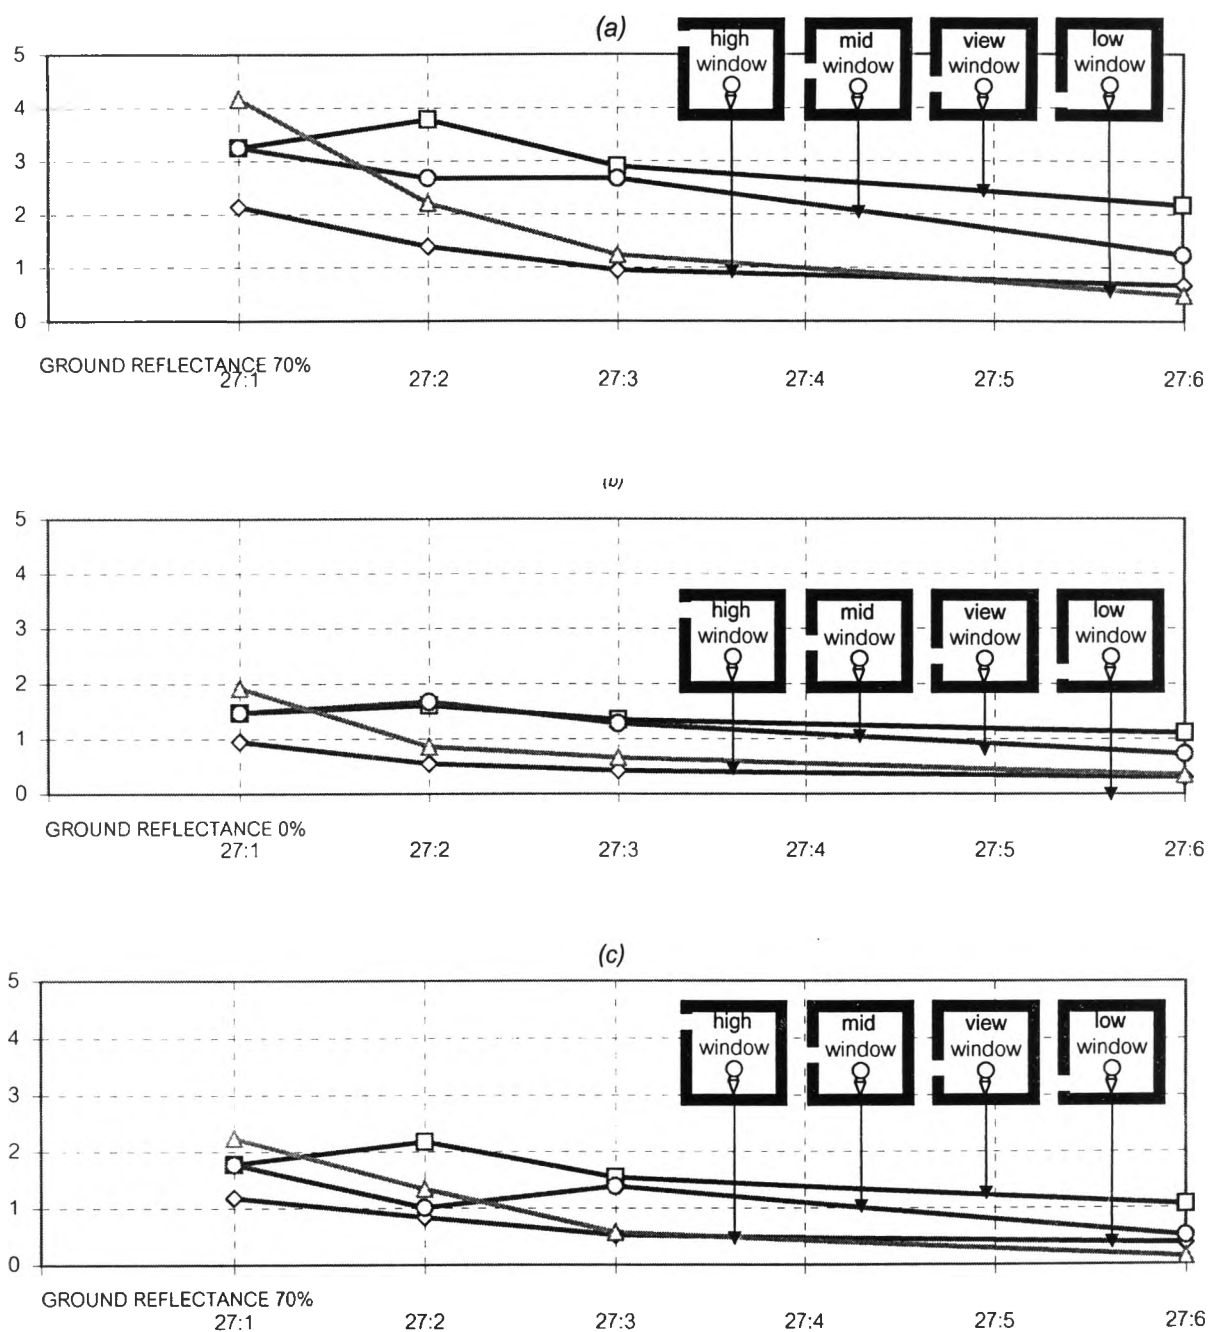 (a)
high mid view low
window window window window
5
4
3
2
1
0
GROUND REFLECTANCE 70%
27:1 27:2 27:3 27:4 27:5 27:6
(b)
5
4
3
2
1
0
high mid view low
window window window window
GROUND REFLECTANCE 0%
27:1 27:2 27:3 27:4 27:5 27:6
(c)
5
4
3
2
1
0
high mid view low
window window window window
GROUND REFLECTANCE 70%
27:1 27:2 27:3 27:4 27:5 27:6